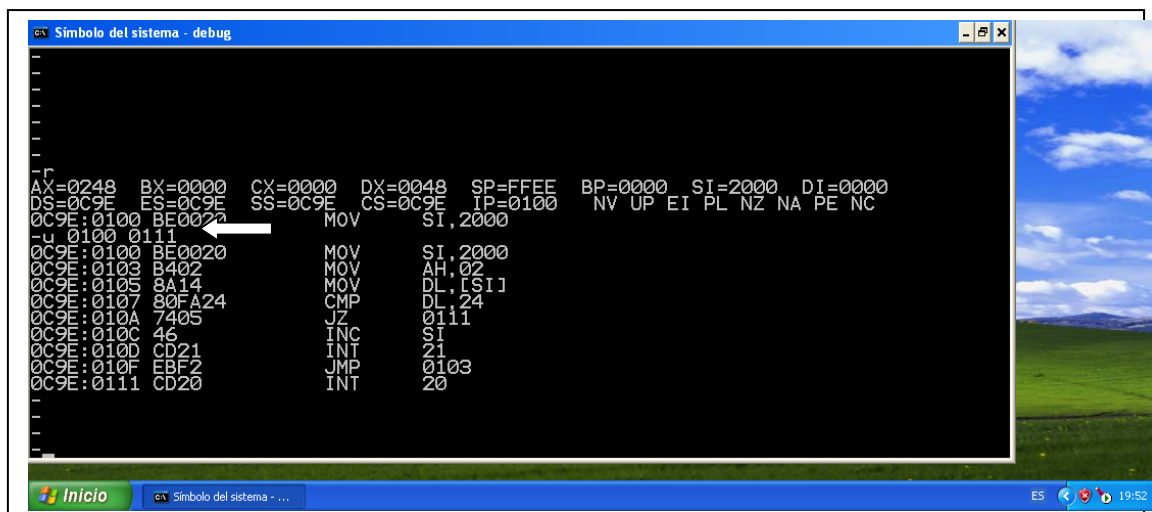 Símbolo del sistema - debug
-
-
-
-
-
-
-
-r
AX=0248 BX=0000 CX=0000 DX=0048 SP=FFEE BP=0000 SI=2000 DI=0000
DS=0C9E ES=0C9E SS=0C9E CS=0C9E IP=0100 NV UP EI PL NZ NA PE NC
0C9E:0100 BE0020 MOV SI,2000
-u 0100 0111
0C9E:0100 BE0020 MOV SI,2000
0C9E:0103 B402 MOV AH,02
0C9E:0105 8A14 MOV DL,[SI]
0C9E:0107 80FA24 CMP DL,24
0C9E:010A 7405 JZ 0111
0C9E:010C 46 INC SI
0C9E:010D CD21 INT 21
0C9E:010F EBF2 JMP 0103
0C9E:0111 CD20 INT 20
-
-
-
-_
Inicio Símbolo del sistema - ... ES 19:52